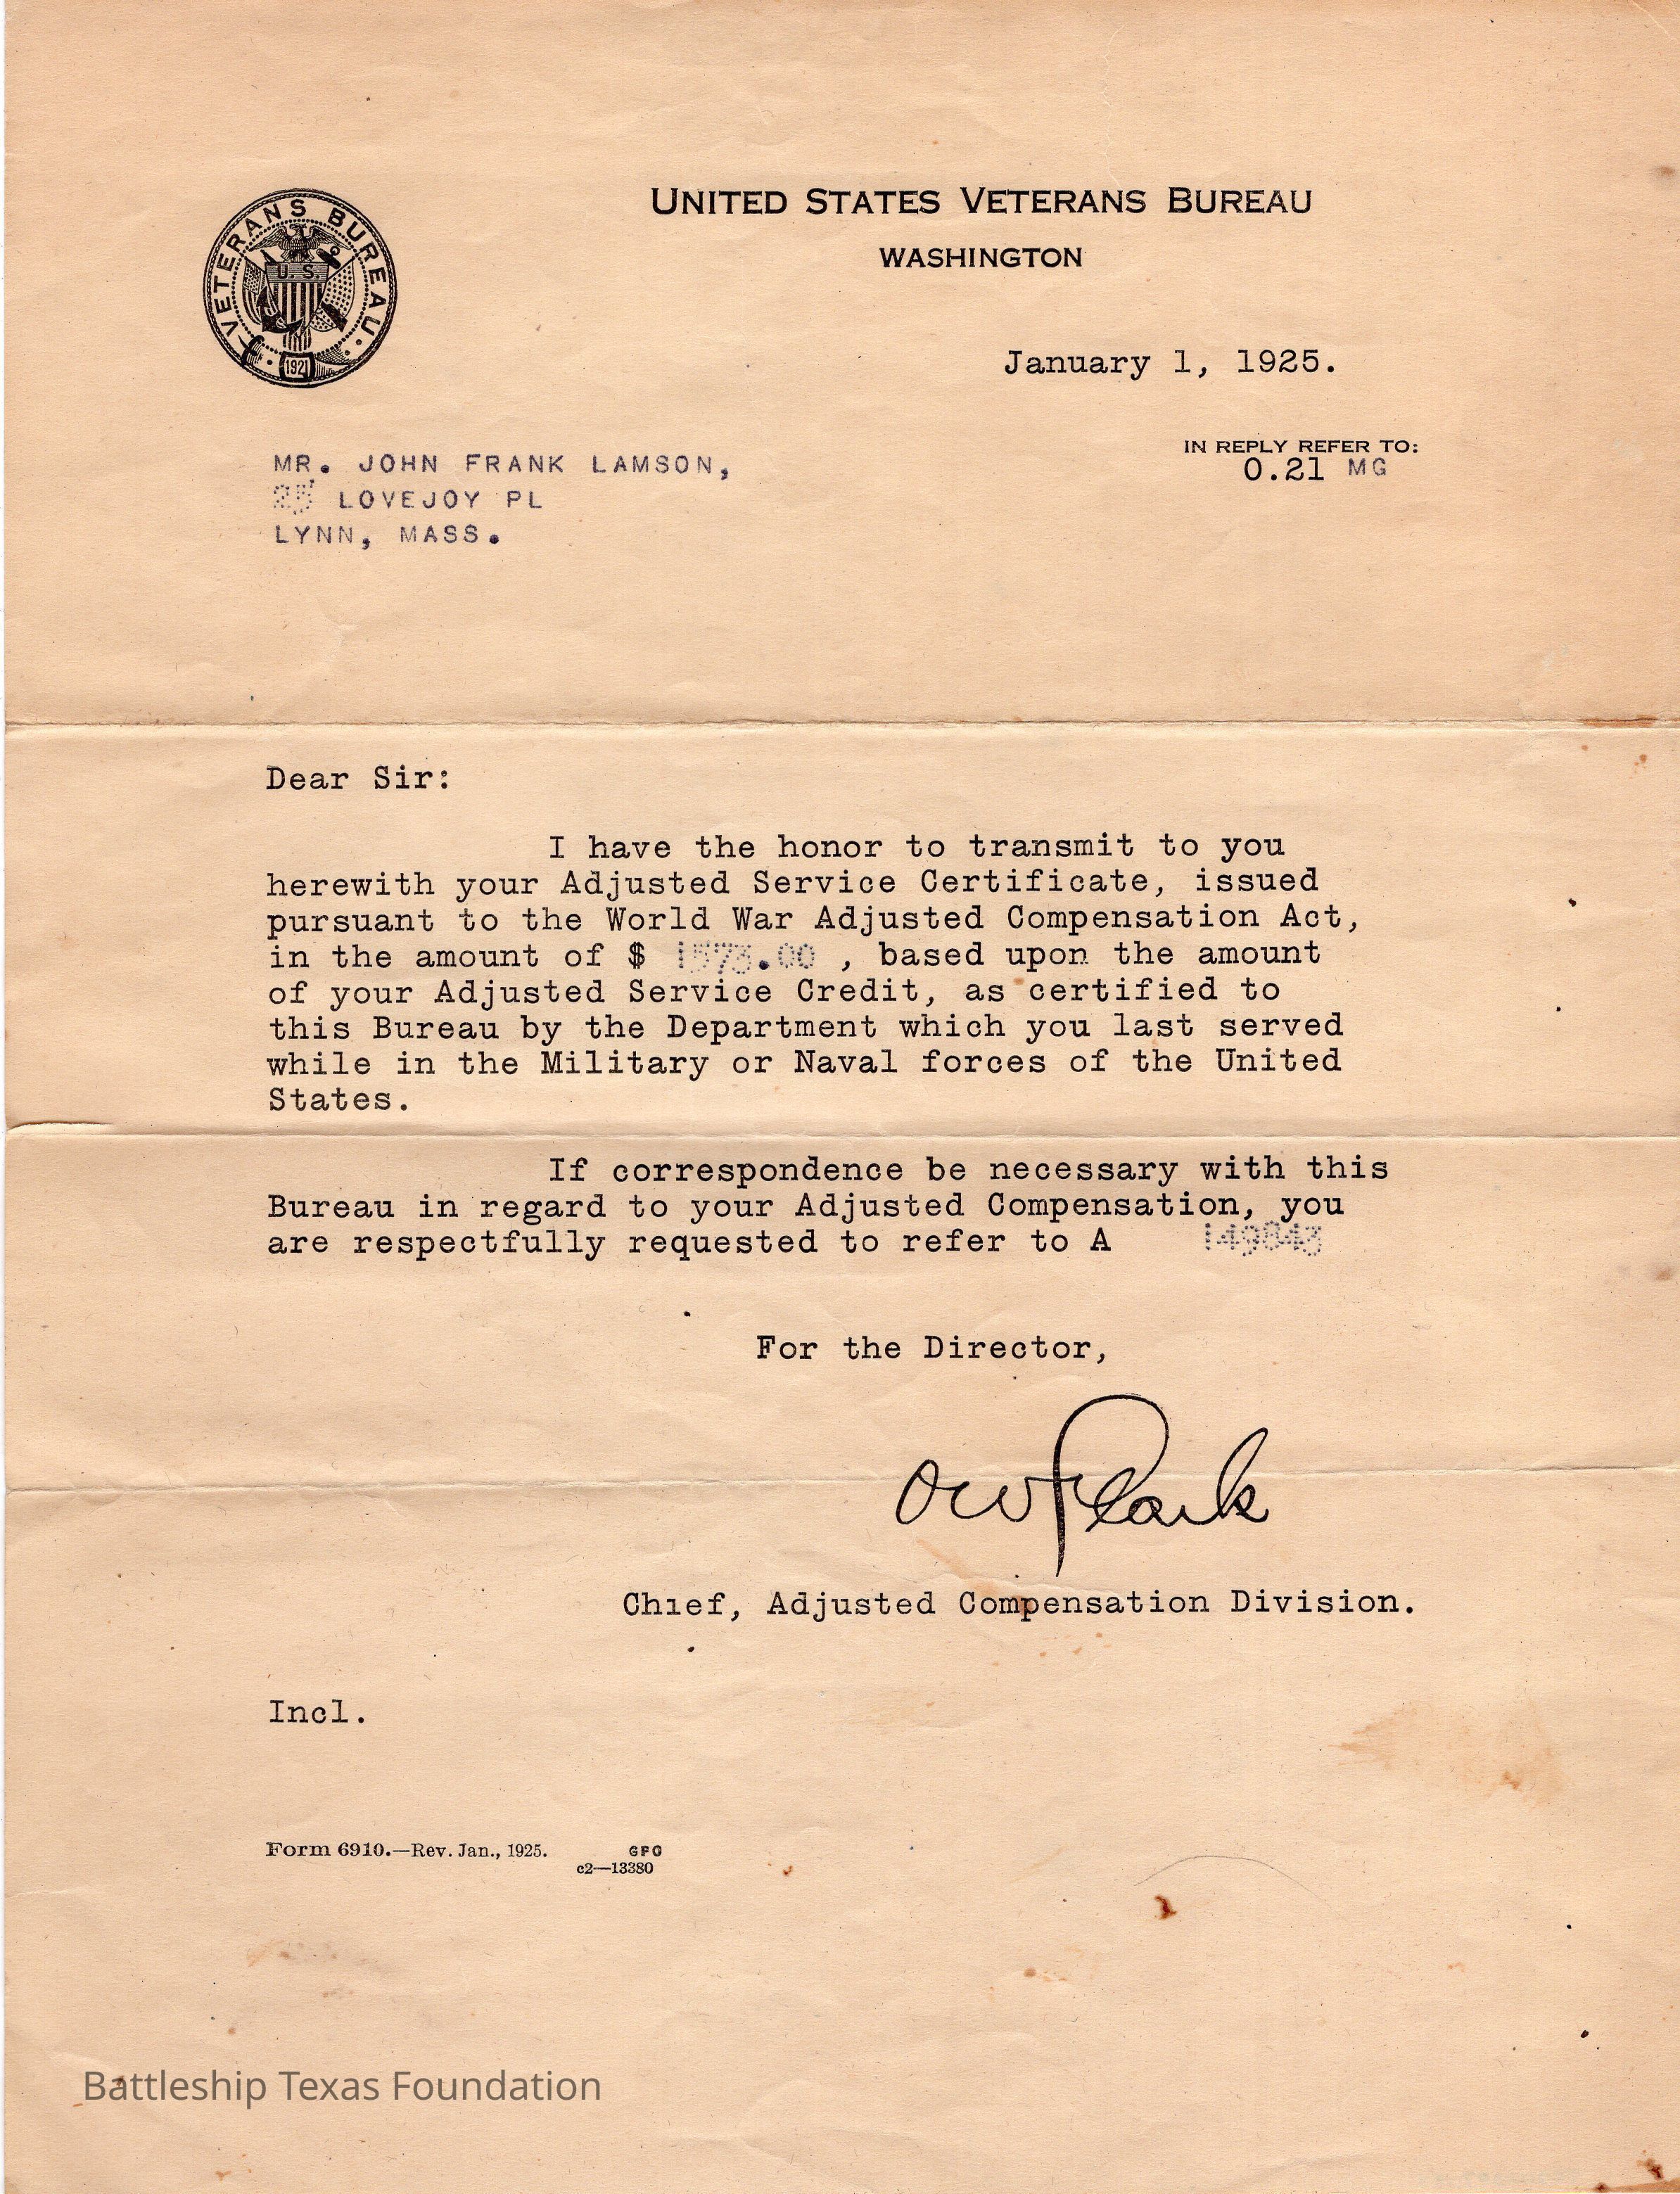 UNITED STATES VETERANS BUREAU
WASHINGTON
VETERANS BUREAU
U. S.
1921
January 1, 1925.
IN REPLY REFER TO:
0.21 MG
MR. JOHN FRANK LAMSON,
25 LOVEJOY PL
LYNN, MASS.
Dear Sir:
I have the honor to transmit to you
herewith your Adjusted Service Certificate, issued
pursuant to the World War Adjusted Compensation Act,
in the amount of $ 1573.00 , based upon the amount
of your Adjusted Service Credit, as certified to
this Bureau by the Department which you last served
while in the Military or Naval forces of the United
States.
If correspondence be necessary with this
Bureau in regard to your Adjusted Compensation, you
are respectfully requested to refer to A 149843
For the Director,
OW Clark
Chief, Adjusted Compensation Division.
Incl.
Form 6910.—Rev. Jan., 1925. GPO
c2—13380
Battleship Texas Foundation